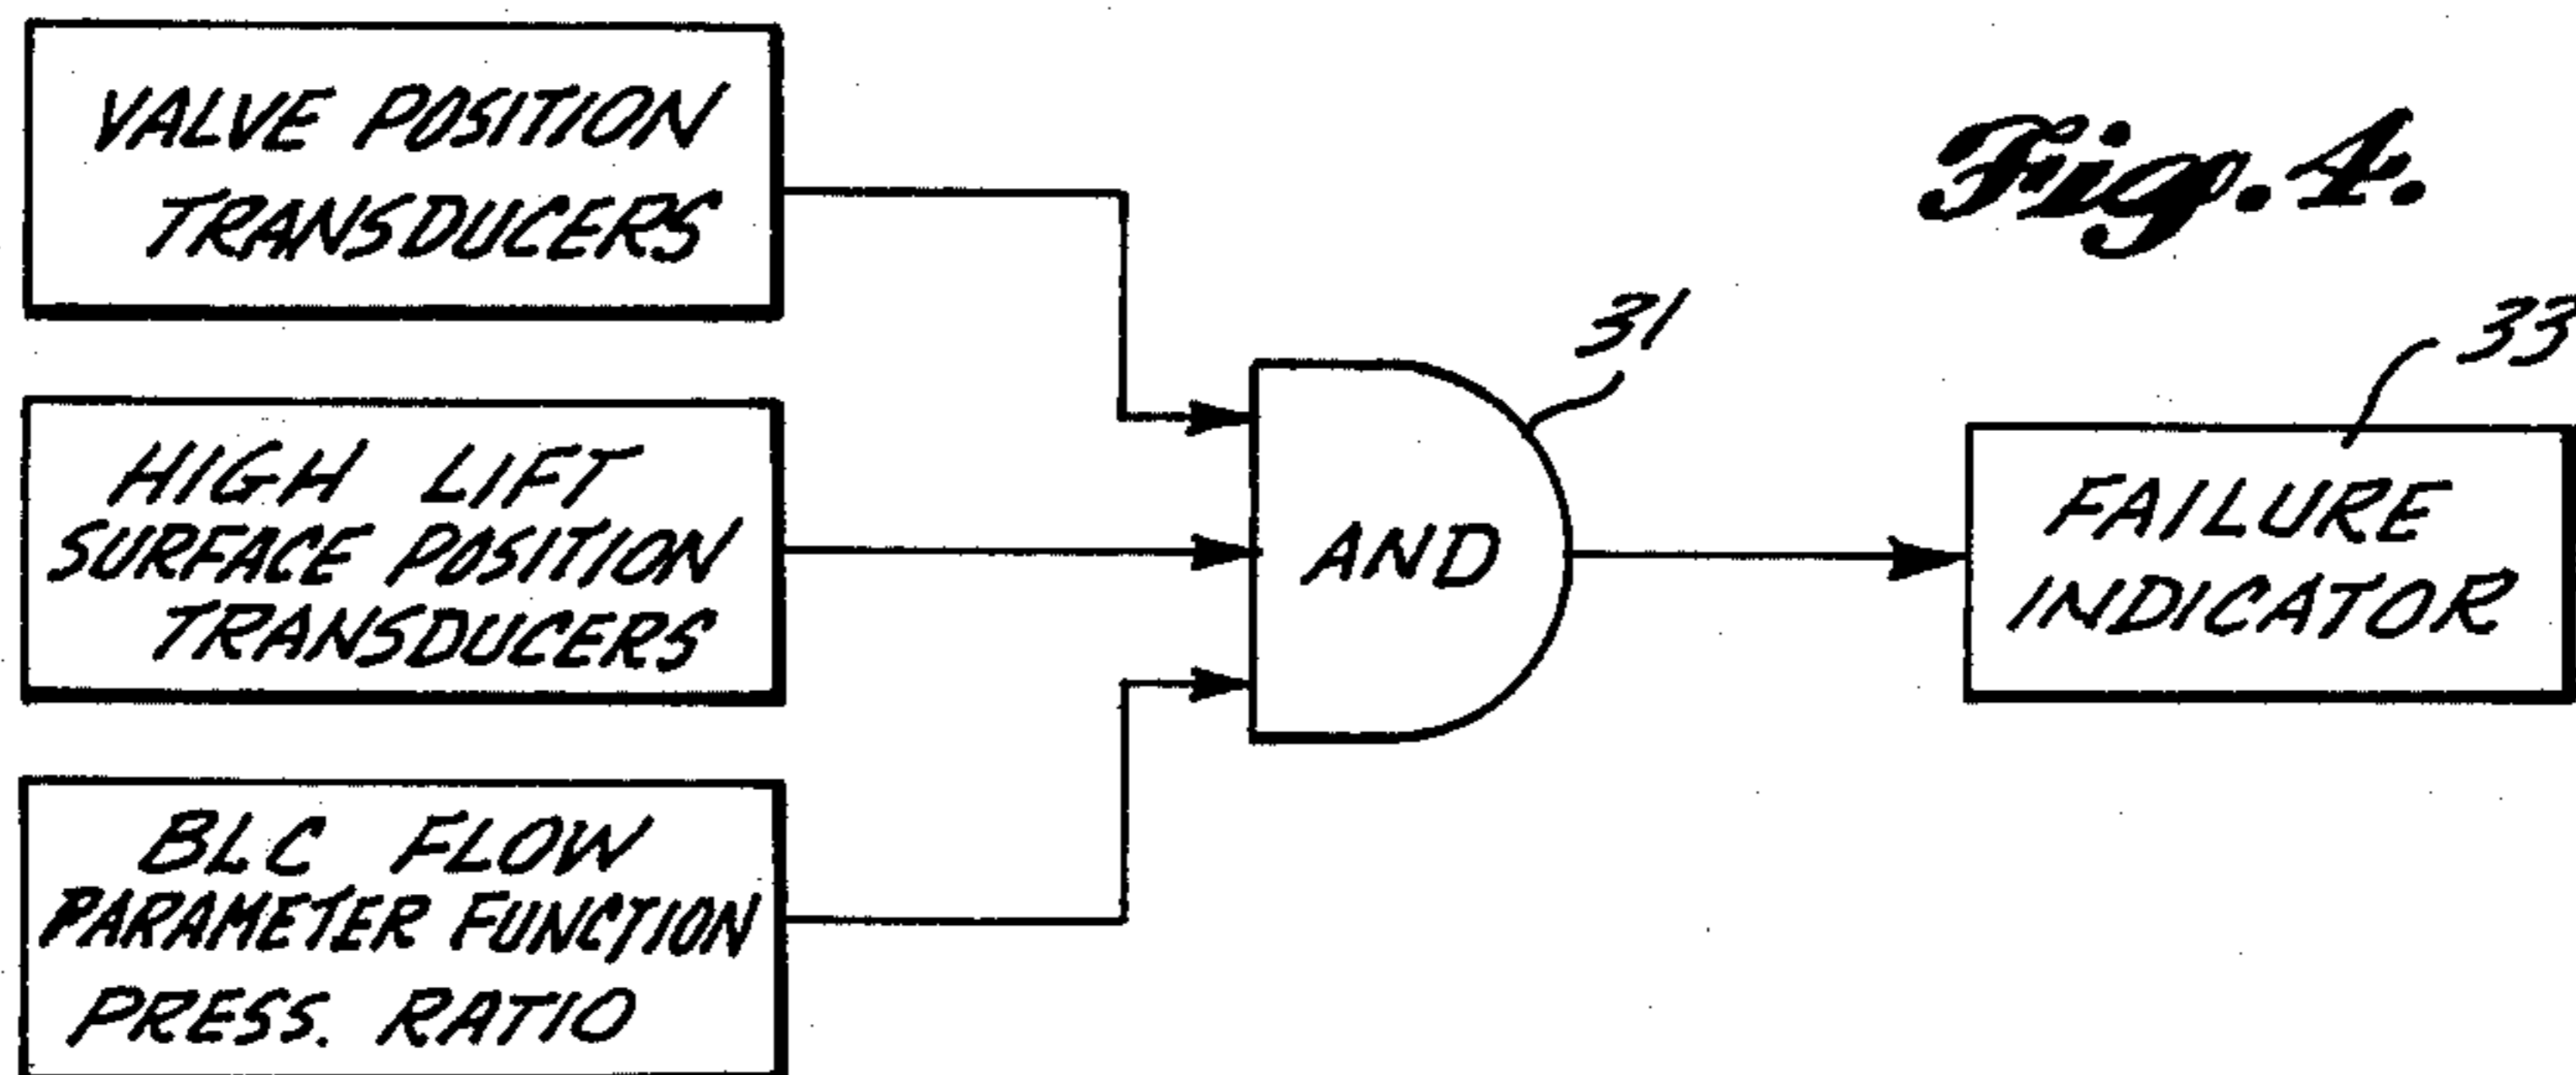 VALVE POSITION
TRANSDUCERS
Fig. 4.
31
33
HIGH LIFT
SURFACE POSITION
TRANSDUCERS
AND
FAILURE
INDICATOR
BLC FLOW
PARAMETER FUNCTION
PRESS. RATIO